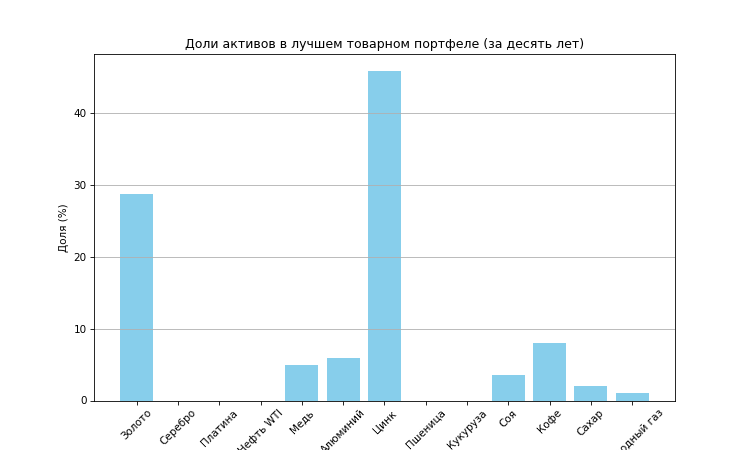 Доли активов в лучшем товарном портфеле (за десять лет)
Доля (%)
40
30
20
10
0
Золото
Серебро
Платина
Нефть WTI
Медь
Алюминий
Цинк
Пшеница
Кукуруза
Соя
Кофе
Сахар
газ